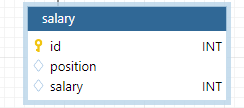 salary
id INT
position
salary INT